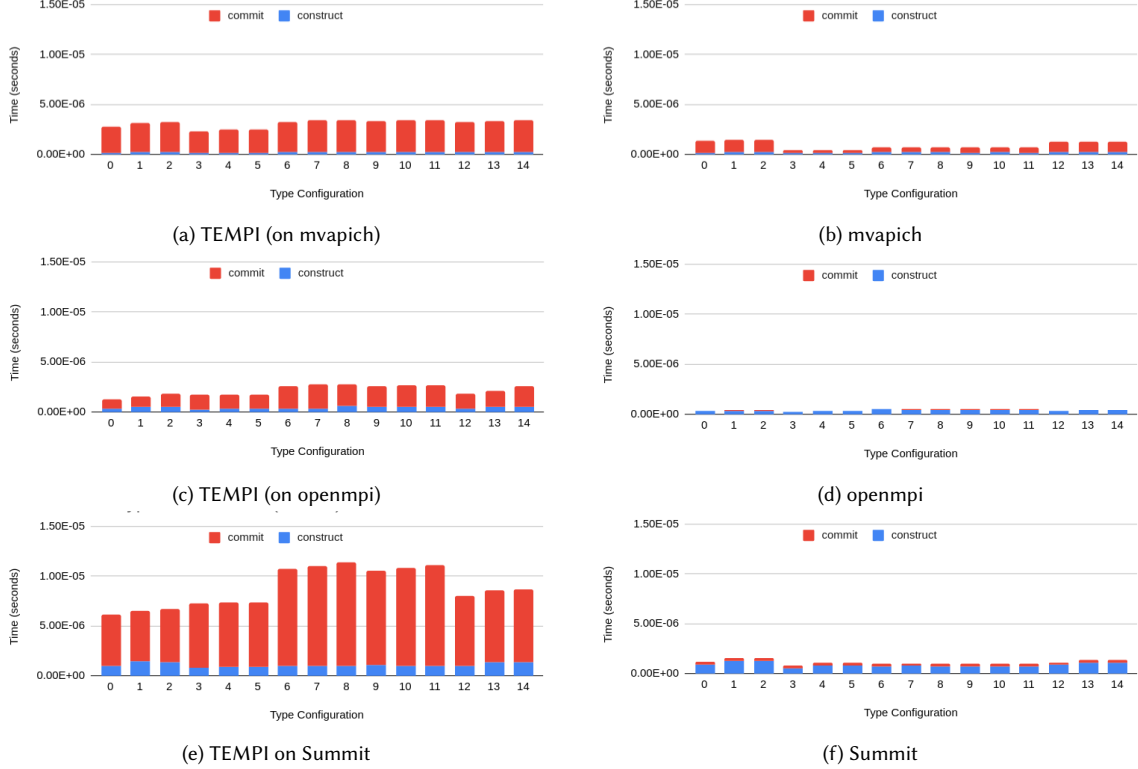 1.50E-05
commit construct
1.00E-05
5.00E-06
0.00E+00
Time (seconds)
0 1 2 3 4 5 6 7 8 9 10 11 12 13 14
Type Configuration
(a) TEMPI (on mvapich)
1.50E-05
commit construct
1.00E-05
5.00E-06
0.00E+00
Time (seconds)
0 1 2 3 4 5 6 7 8 9 10 11 12 13 14
Type Configuration
(b) mvapich
1.50E-05
commit construct
1.00E-05
5.00E-06
0.00E+00
Time (seconds)
0 1 2 3 4 5 6 7 8 9 10 11 12 13 14
Type Configuration
(c) TEMPI (on openmpi)
1.50E-05
commit construct
1.00E-05
5.00E-06
0.00E+00
Time (seconds)
0 1 2 3 4 5 6 7 8 9 10 11 12 13 14
Type Configuration
(d) openmpi
1.50E-05
commit construct
1.00E-05
5.00E-06
0.00E+00
Time (seconds)
0 1 2 3 4 5 6 7 8 9 10 11 12 13 14
Type Configuration
(e) TEMPI on Summit
1.50E-05
commit construct
1.00E-05
5.00E-06
0.00E+00
Time (seconds)
0 1 2 3 4 5 6 7 8 9 10 11 12 13 14
Type Configuration
(f) Summit